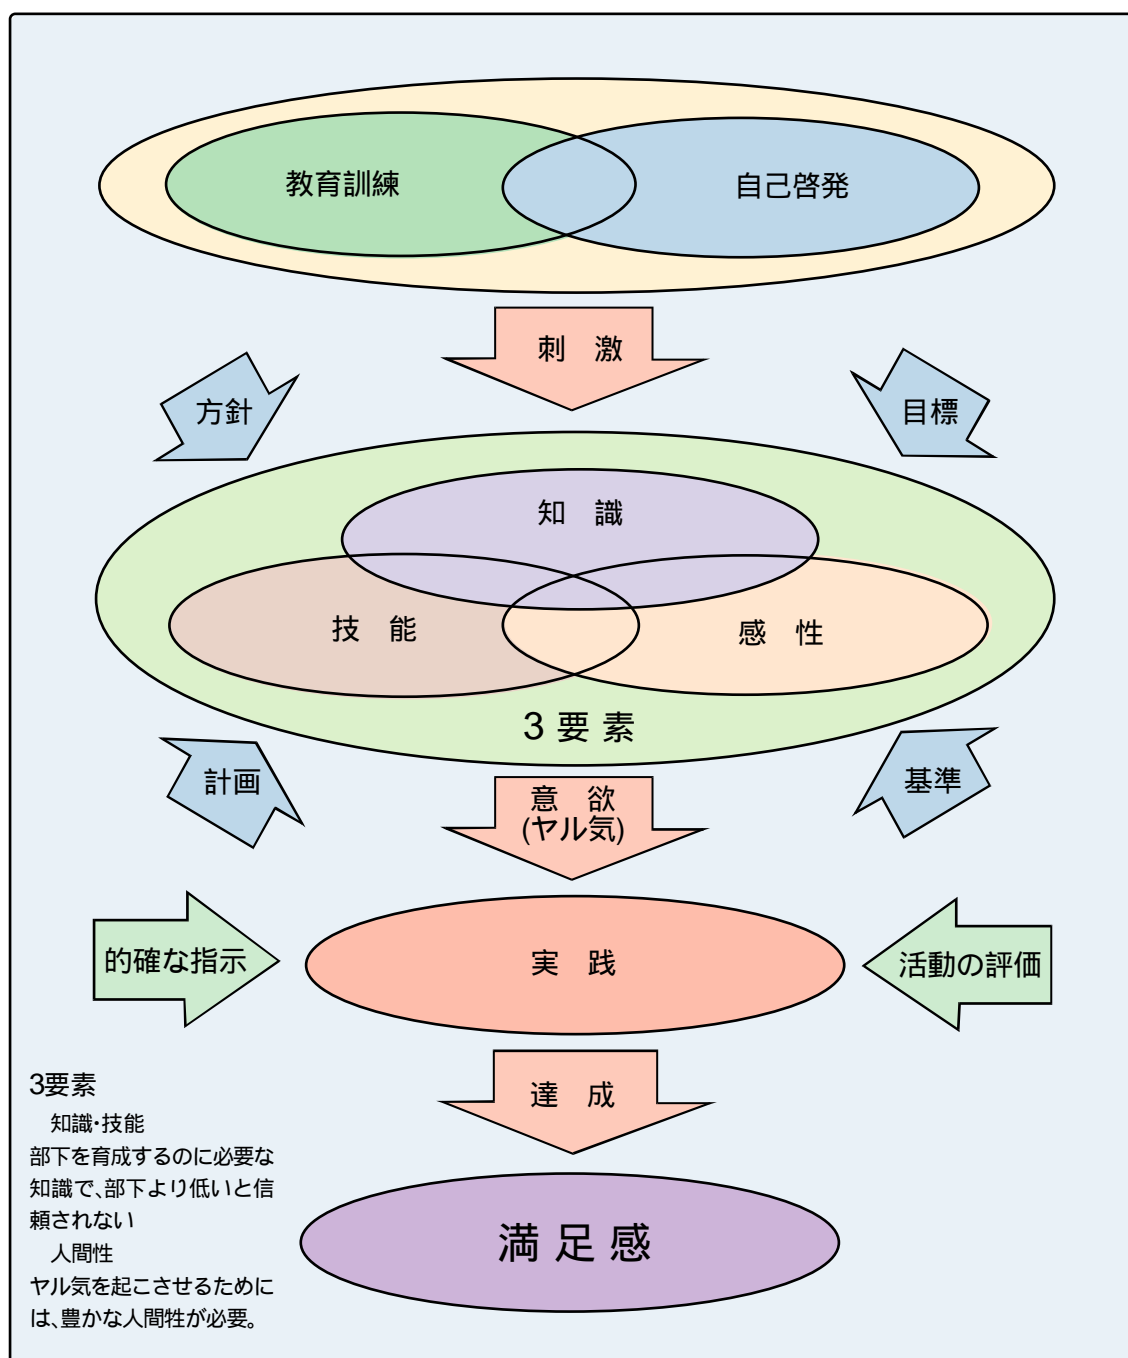 教育訓練
自己啓発
刺　激
方針
目標
知　識
技　能
感　性
3 要 素
計画
基準
意　欲
(ヤル気)
的確な指示
実　践
活動の評価
達　成
3要素
知識・技能
部下を育成するのに必要な
知識で、部下より低いと信
頼されない
人間性
ヤル気を起こさせるために
は、豊かな人間牲が必要。
満 足 感